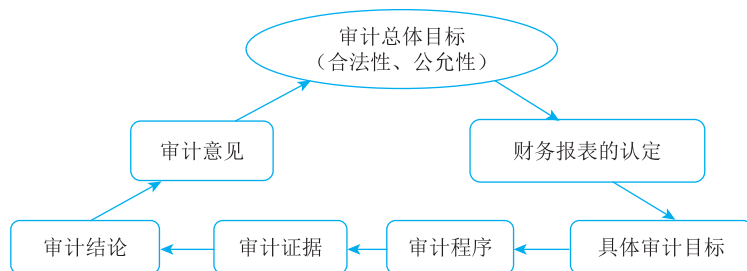 审计总体目标
（合法性、公允性）
审计意见
财务报表的认定
审计结论
审计证据
审计程序
具体审计目标